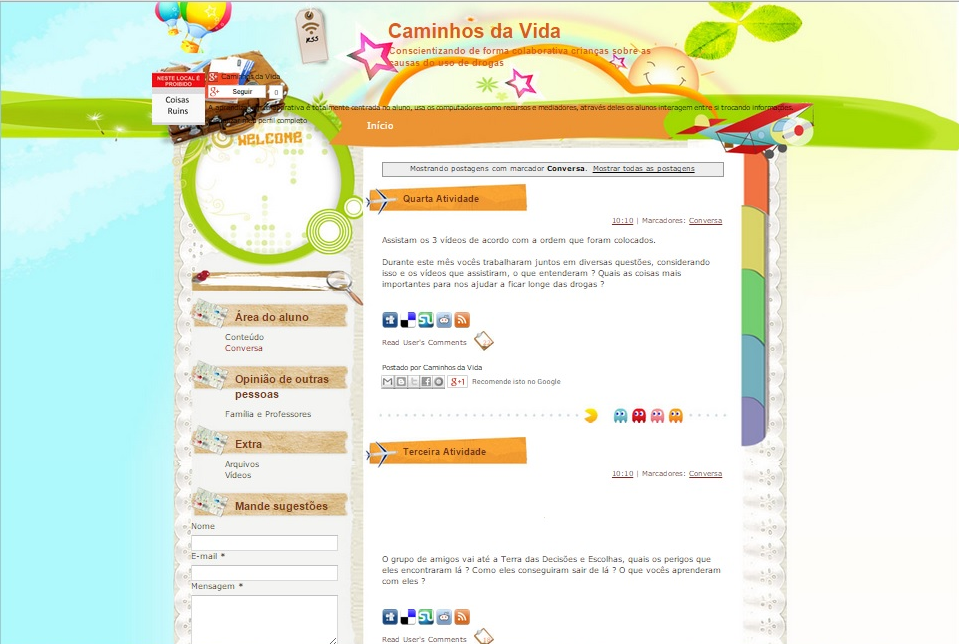 RSS
Caminhos da Vida
Conscientizando de forma colaborativa crianças sobre as
causas do uso de drogas
NESTE LOCAL É
PROIBIDO
Coisas
Ruins
Caminhos da Vida
Seguir
0
A aprendizagem colaborativa é totalmente centrada no aluno, usa os computadores como recursos e mediadores, através deles os alunos interagem entre si trocando informações,
perfil completo
WELCOME
Início
Mostrando postagens com marcador Conversa. Mostrar todas as postagens
Quarta Atividade
10:10 | Marcadores: Conversa
Assistam os 3 vídeos de acordo com a ordem que foram colocados.
Durante este mês vocês trabalharam juntos em diversas questões, considerando
isso e os vídeos que assistiram, o que entenderam ? Quais as coisas mais
importantes para nos ajudar a ficar longe das drogas ?
Read User's Comments
Postado por Caminhos da Vida
g+1 Recomende isto no Google
Área do aluno
Conteúdo
Conversa
Opinião de outras
pessoas
Família e Professores
Extra
Arquivos
Vídeos
Mande sugestões
Nome
E-mail *
Mensagem *
Terceira Atividade
10:10 | Marcadores: Conversa
O grupo de amigos vai até a Terra das Decisões e Escolhas, quais os perigos que
eles encontraram lá ? Como eles conseguiram sair de lá ? O que vocês aprenderam
com eles ?
Read User's Comments